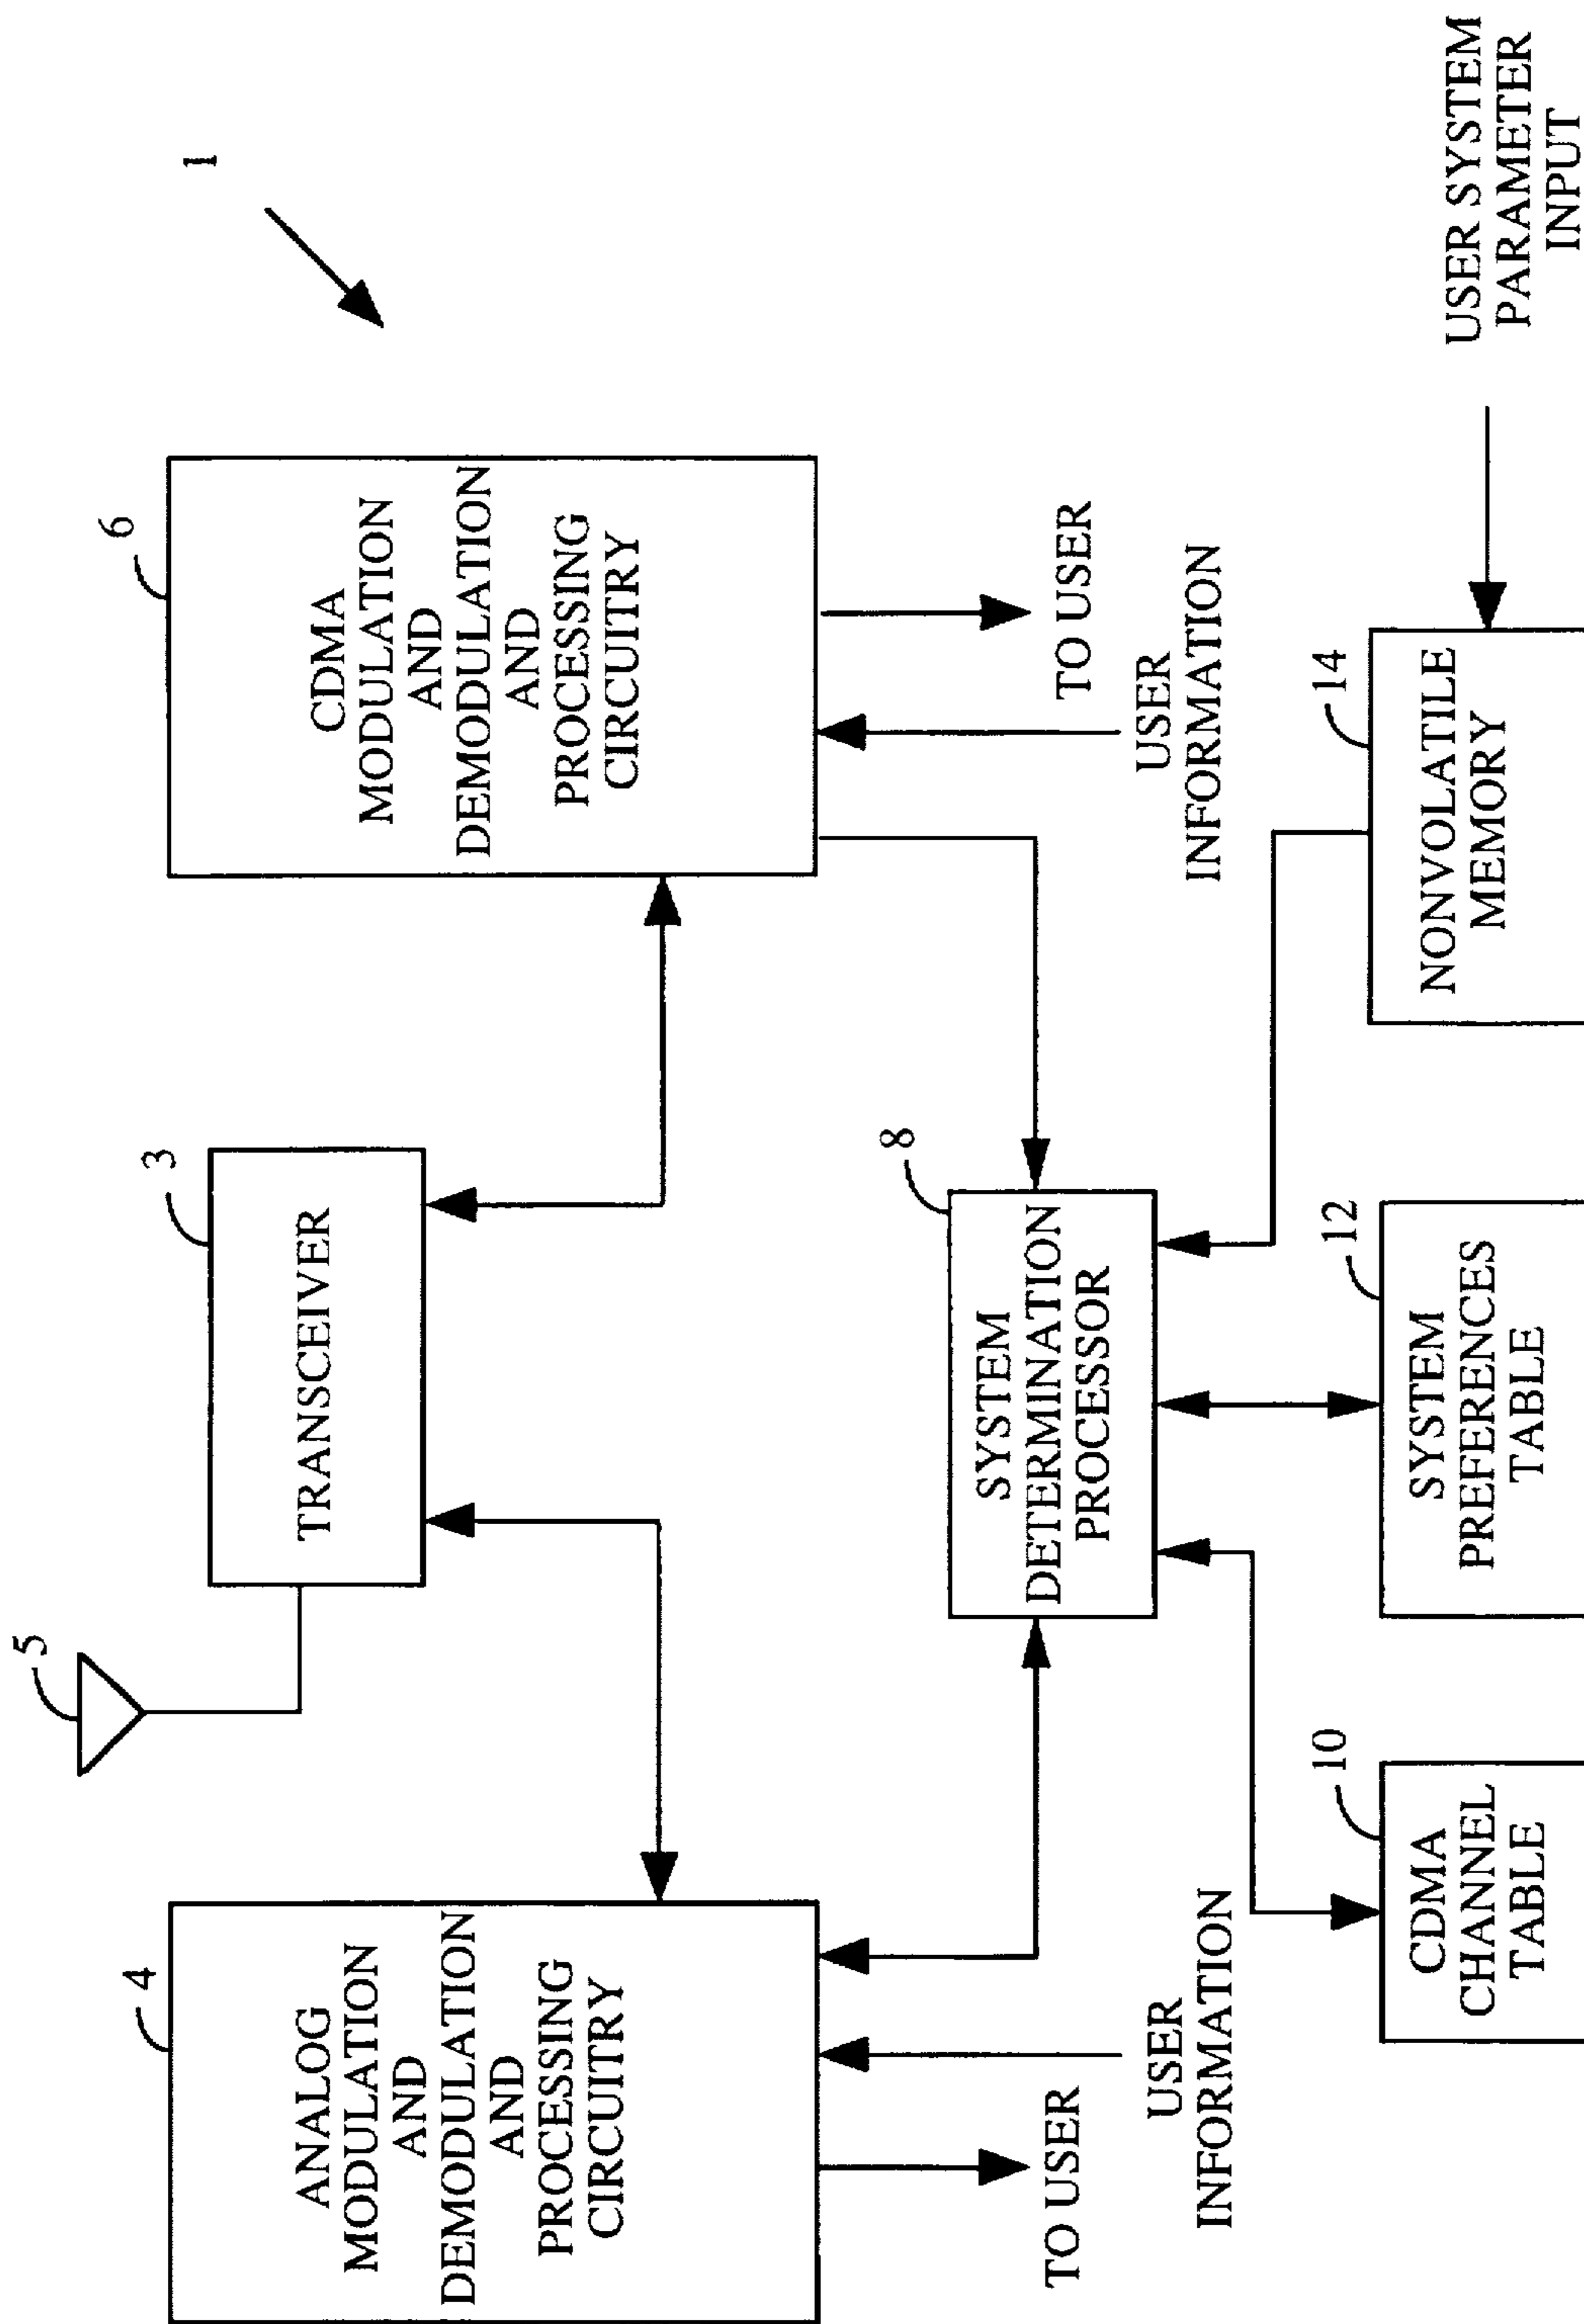 1
5
3
TRANSCEIVER
4
ANALOG
MODULATION
AND
DEMODULATION
AND
PROCESSING
CIRCUITRY
6
CDMA
MODULATION
AND
DEMODULATION
AND
PROCESSING
CIRCUITRY
TO USER
USER
INFORMATION
8
SYSTEM
DETERMINATION
PROCESSOR
USER
INFORMATION
TO USER
10
CDMA
CHANNEL
TABLE
12
SYSTEM
PREFERENCES
TABLE
14
NONVOLATILE
MEMORY
USER SYSTEM
PARAMETER
INPUT